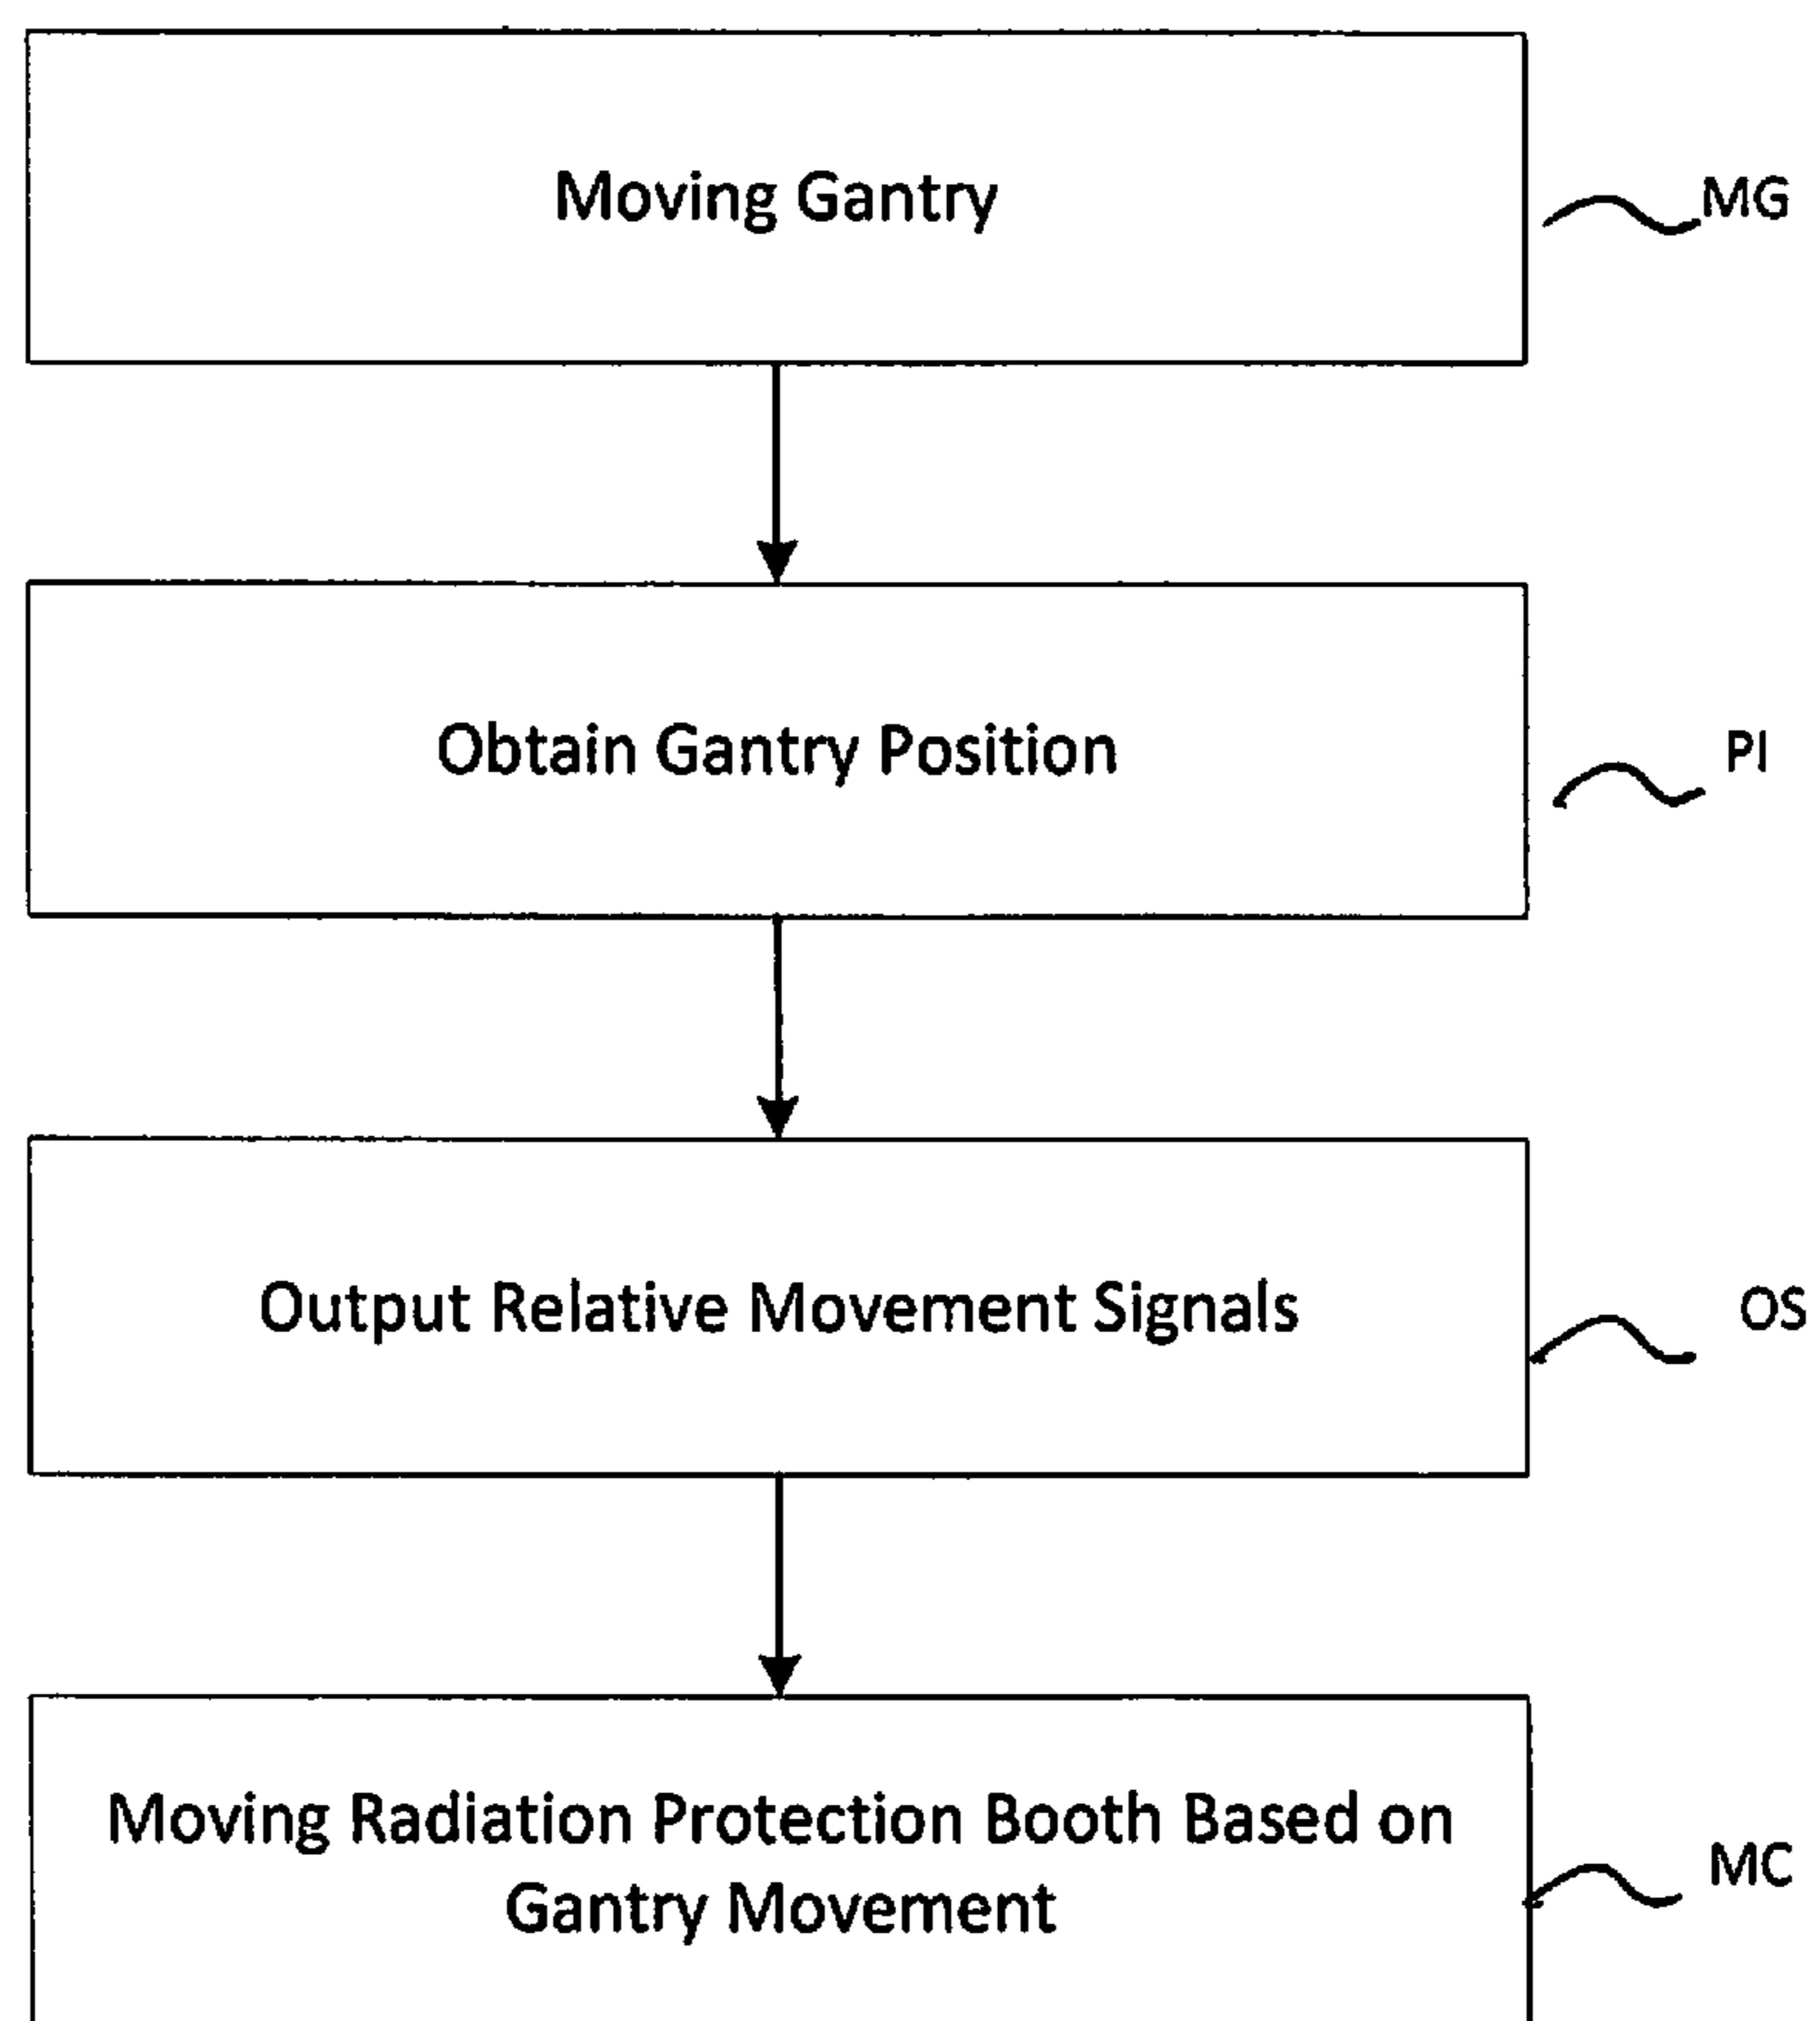 Moving Gantry
MG
Obtain Gantry Position
PI
Output Relative Movement Signals
OS
Moving Radiation Protection Booth Based on
Gantry Movement
MC